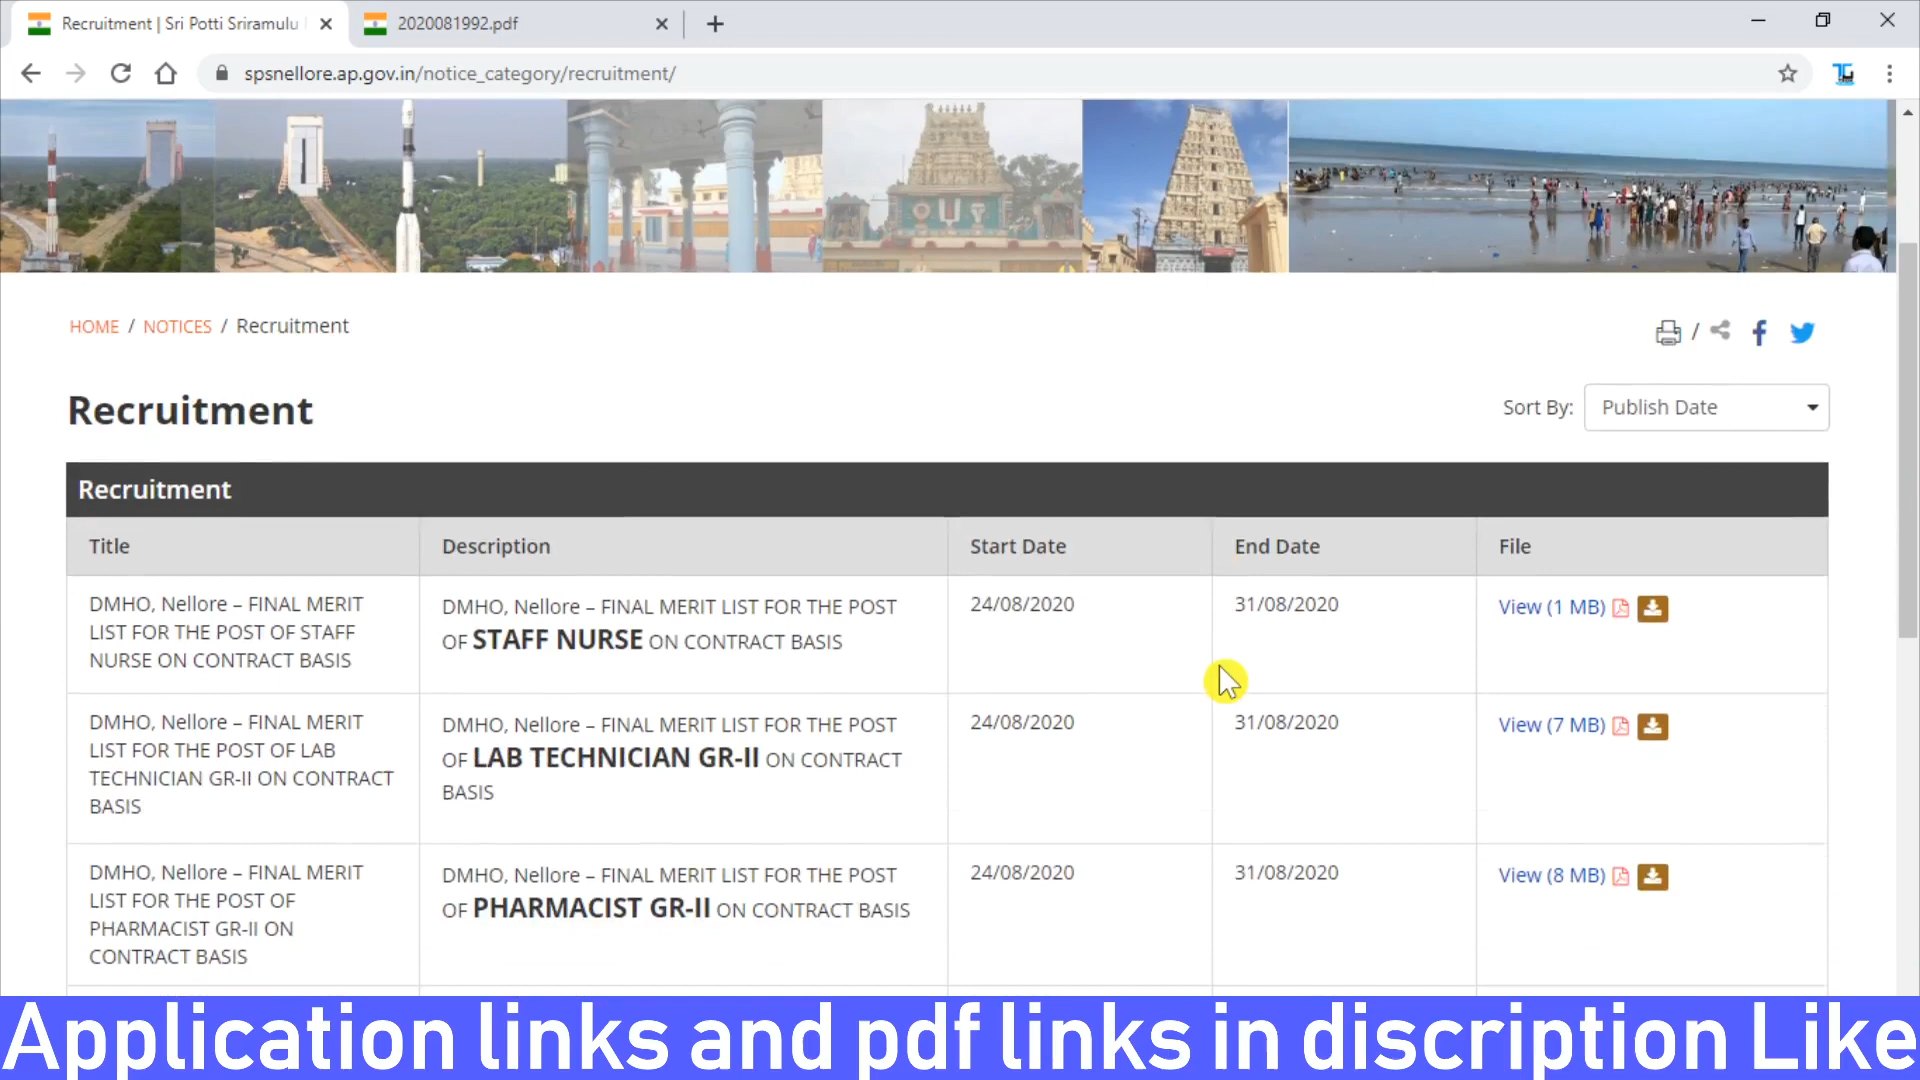 Recruitment | Sri Potti Sriramulu
2020081992.pdf
spsnellore.ap.gov.in/notice_category/recruitment/
HOME / NOTICES / Recruitment
/
Recruitment
Sort By: Publish Date
Recruitment
Title Description Start Date End Date File
DMHO, Nellore – FINAL MERIT
LIST FOR THE POST OF STAFF
NURSE ON CONTRACT BASIS
DMHO, Nellore – FINAL MERIT LIST FOR THE POST
OF STAFF NURSE ON CONTRACT BASIS
24/08/2020
31/08/2020
View (1 MB)
DMHO, Nellore – FINAL MERIT
LIST FOR THE POST OF LAB
TECHNICIAN GR-II ON CONTRACT
BASIS
DMHO, Nellore – FINAL MERIT LIST FOR THE POST
OF LAB TECHNICIAN GR-II ON CONTRACT
BASIS
24/08/2020
31/08/2020
View (7 MB)
DMHO, Nellore – FINAL MERIT
LIST FOR THE POST OF
PHARMACIST GR-II ON
CONTRACT BASIS
DMHO, Nellore – FINAL MERIT LIST FOR THE POST
OF PHARMACIST GR-II ON CONTRACT BASIS
24/08/2020
31/08/2020
View (8 MB)
Application links and pdf links in discription Like